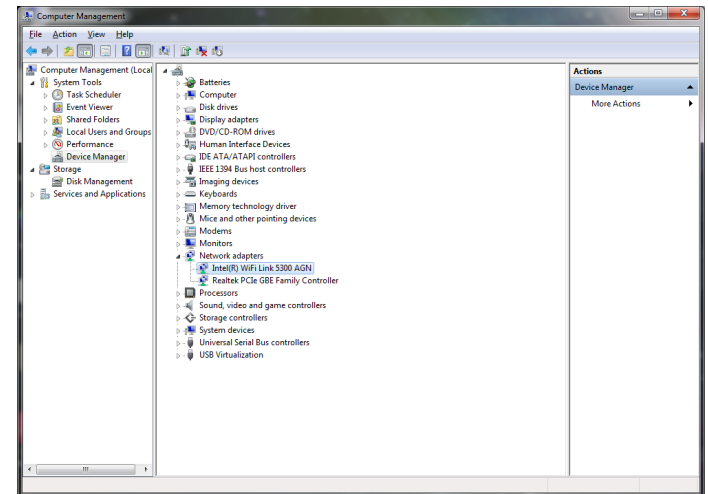 Computer Management
File Action View Help
Computer Management (Local
System Tools
Task Scheduler
Event Viewer
Shared Folders
Local Users and Groups
Performance
Device Manager
Storage
Disk Management
Services and Applications
Batteries
Computer
Disk drives
Display adapters
DVD/CD-ROM drives
Human Interface Devices
IDE ATA/ATAPI controllers
IEEE 1394 Bus host controllers
Imaging devices
Keyboards
Memory technology driver
Mice and other pointing devices
Modems
Monitors
Network adapters
Intel(R) WiFi Link 5300 AGN
Realtek PCIe GBE Family Controller
Processors
Sound, video and game controllers
Storage controllers
System devices
Universal Serial Bus controllers
USB Virtualization
Actions
Device Manager
More Actions